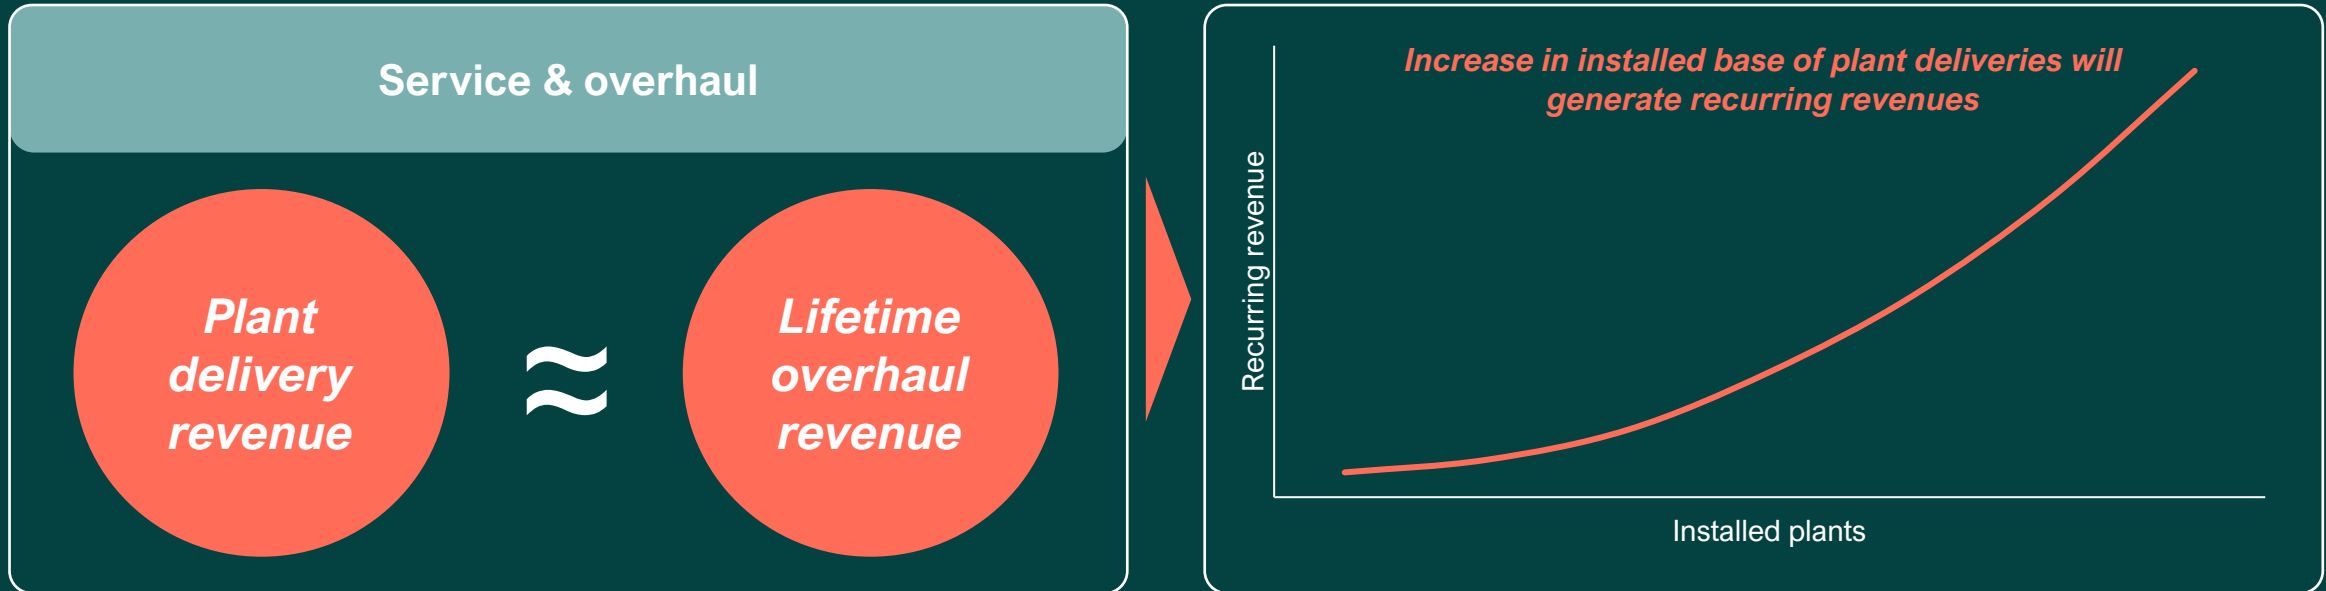 Service & overhaul
Plant
delivery
revenue
≈
Lifetime
overhaul
revenue
Increase in installed base of plant deliveries will
generate recurring revenues
Recurring revenue
Installed plants